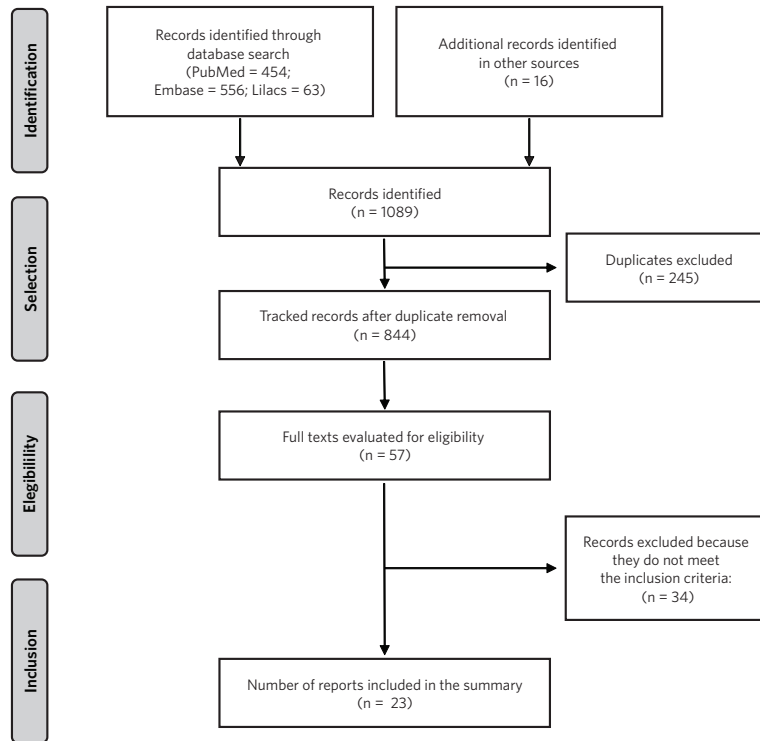 Identification
Records identified through
database search
(PubMed = 454;
Embase = 556; Lilacs = 63)
Additional records identified
in other sources
(n = 16)
Records identified
(n = 1089)
Selection
Duplicates excluded
(n = 245)
Tracked records after duplicate removal
(n = 844)
Elegibilility
Full texts evaluated for eligibility
(n = 57)
Records excluded because
they do not meet
the inclusion criteria:
(n = 34)
Inclusion
Number of reports included in the summary
(n = 23)